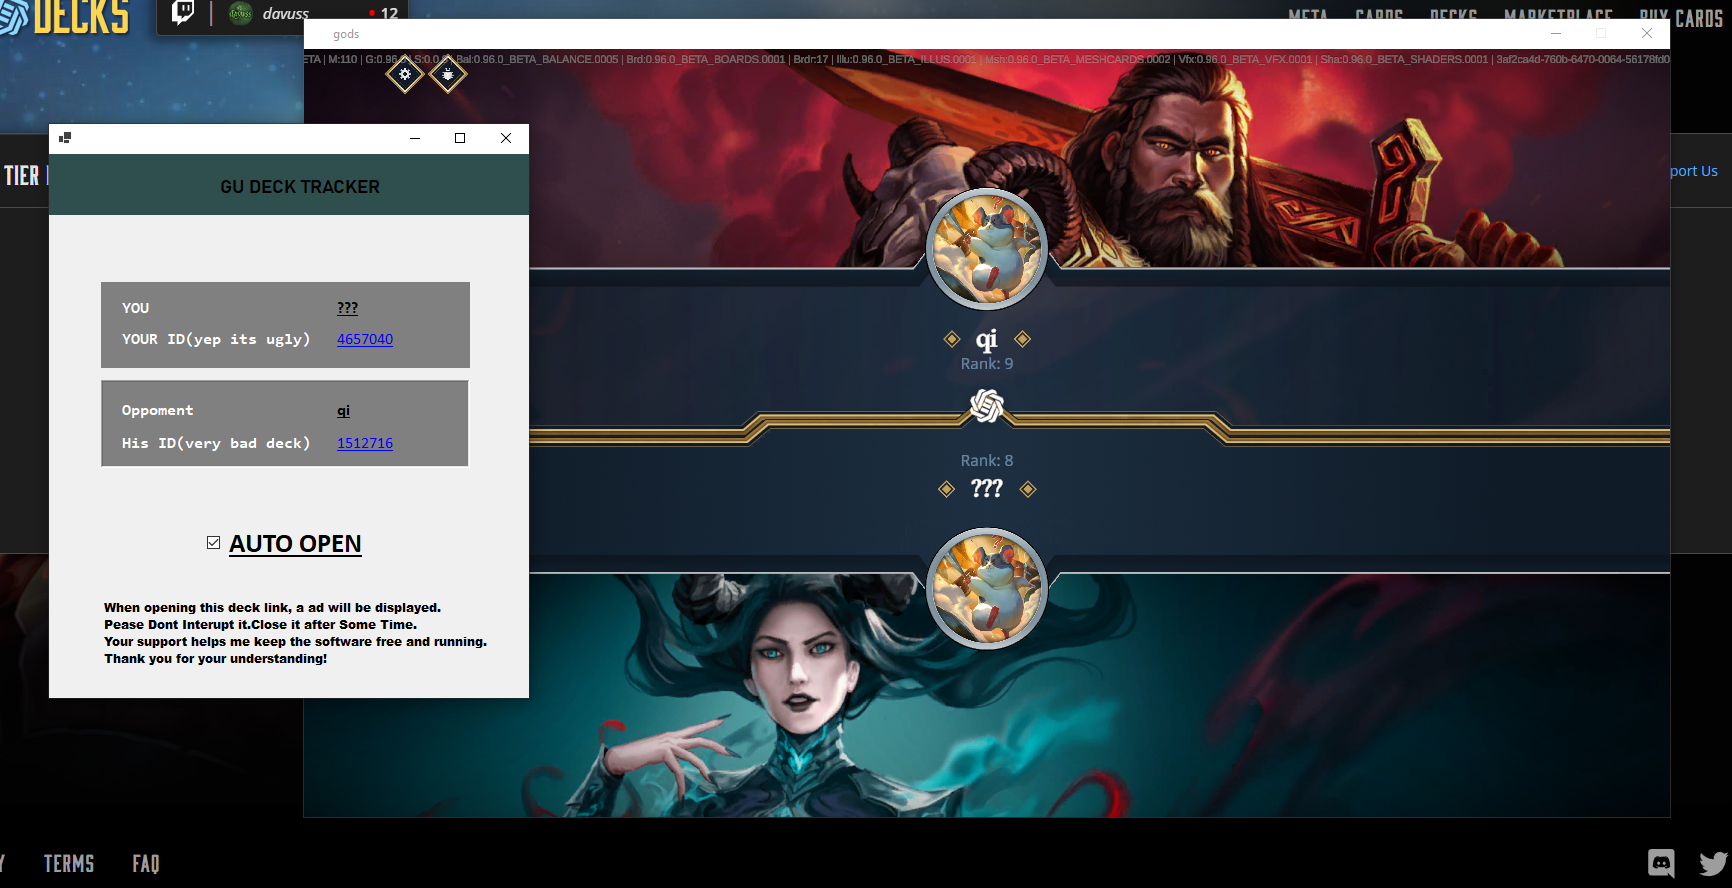 DECKS
davuss
12
META CARDS DECKS MARKETPLACE BUY CARDS
gods
ETA | M:110 | G:0.96.0 | S:0.0.0 | Bal:0.96.0_BETA_BALANCE.0005 | Brd:0.96.0_BETA_BOARDS.0001 | Brdr:17 | Illu:0.96.0_BETA_ILLUS.0001 | Msh:0.96.0_BETA_MESHCARDS.0002 | Vfx:0.96.0_BETA_VFX.0001 | Sha:0.96.0_BETA_SHADERS.0001 | 3af2ca4d-760b-6470-0064-56178fd0
TIER
port Us
GU DECK TRACKER
YOU ???
YOUR ID(yep its ugly) 4657040
Oppoment qi
His ID(very bad deck) 1512716
AUTO OPEN
When opening this deck link, a ad will be displayed.
Pease Dont Interupt it.Close it after Some Time.
Your support helps me keep the software free and running.
Thank you for your understanding!
qi
Rank: 9
Rank: 8
???
Y TERMS FAQ